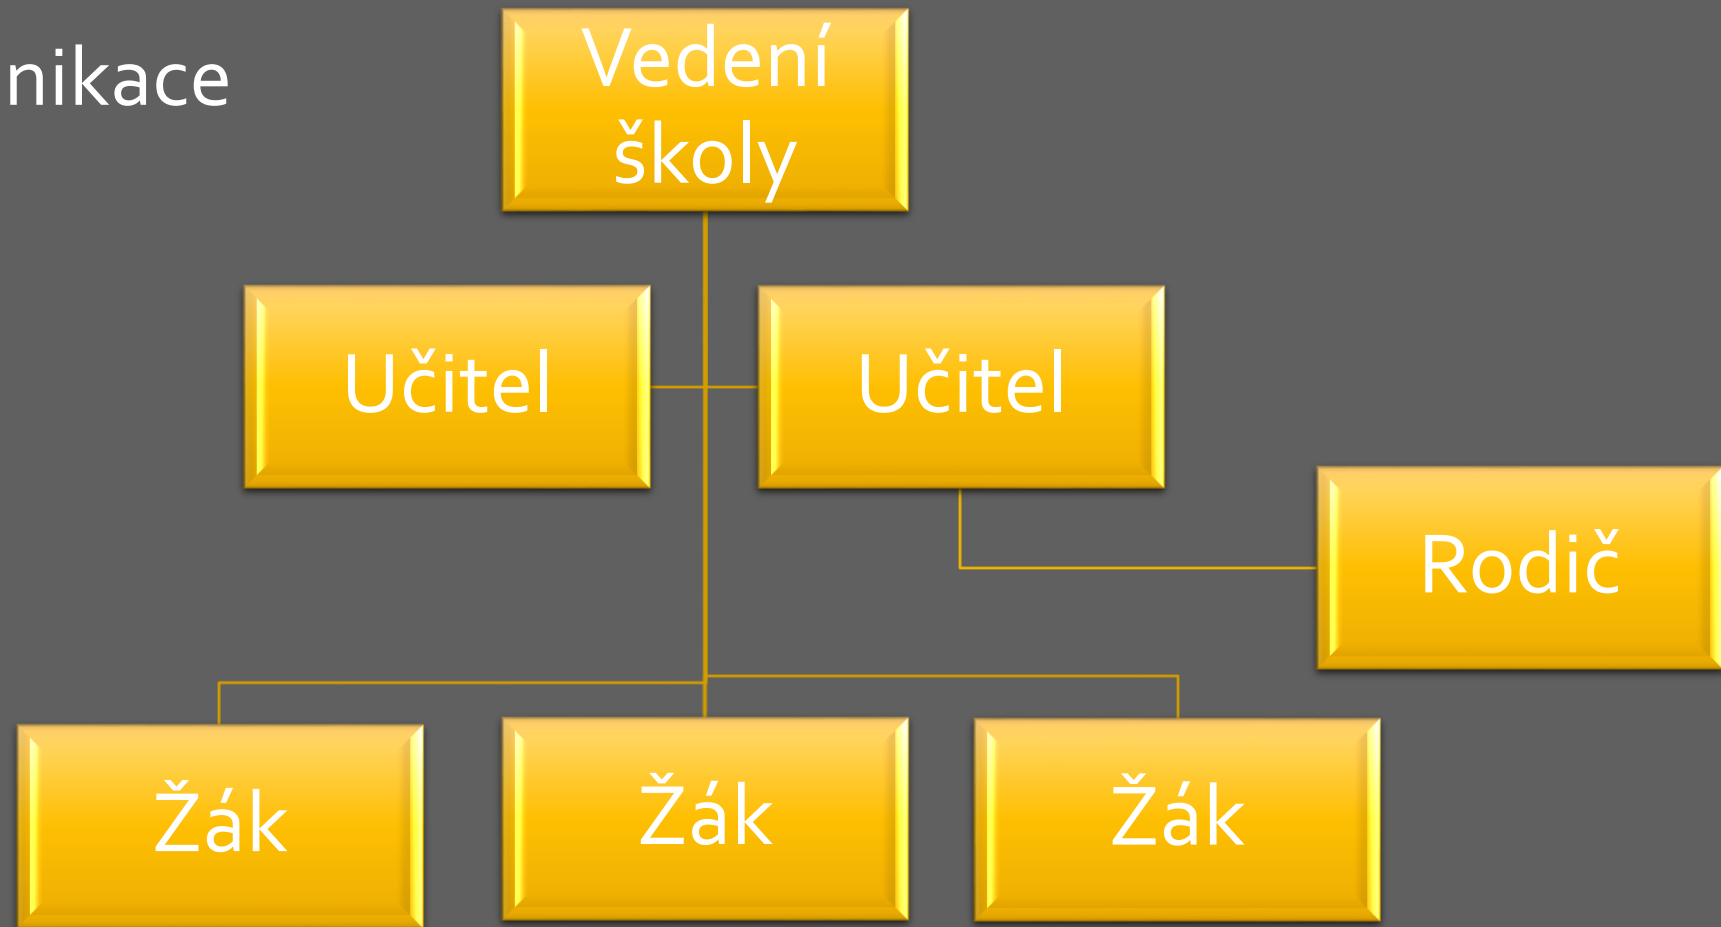 nikace
Vedení
školy
Učitel
Učitel
Rodič
Žák
Žák
Žák